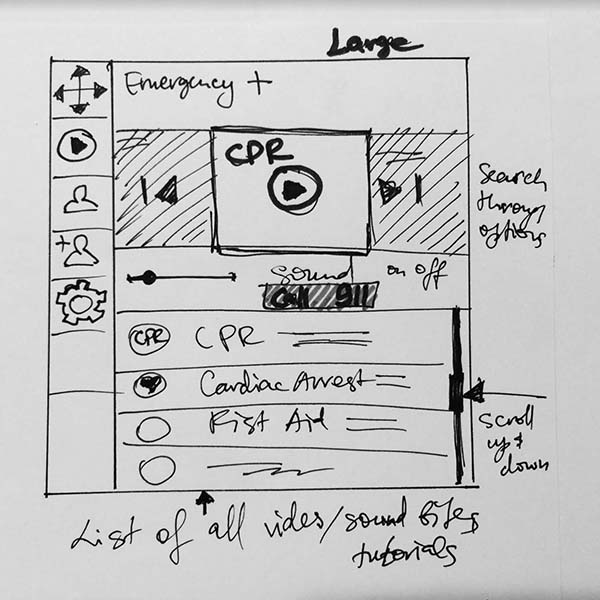 Large
Emergency +
CPR
Search
through
options
Sound on off
Call 911
CPR CPR
Cardiac Arrest
First Aid
Scroll
up &
down
List of all video/sound bites
tutorials